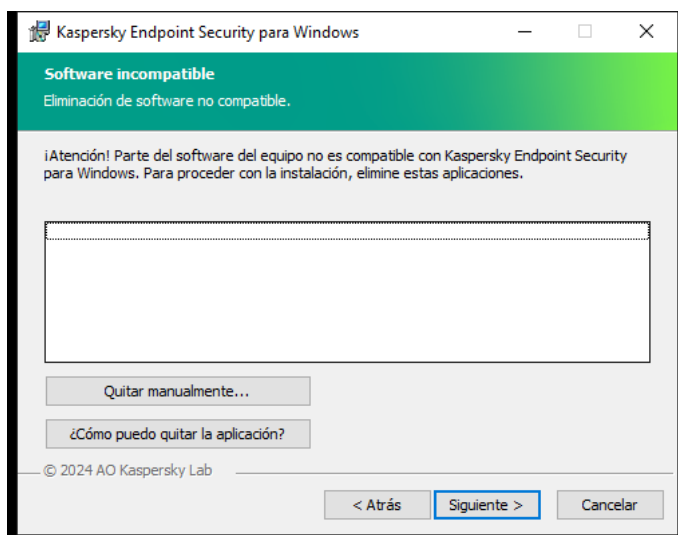 Kaspersky Endpoint Security para Windows
Software incompatible
Eliminación de software no compatible.
¡Atención! Parte del software del equipo no es compatible con Kaspersky Endpoint Security
para Windows. Para proceder con la instalación, elimine estas aplicaciones.
Quitar manualmente...
¿Cómo puedo quitar la aplicación?
© 2024 AO Kaspersky Lab
< Atrás
Siguiente >
Cancelar